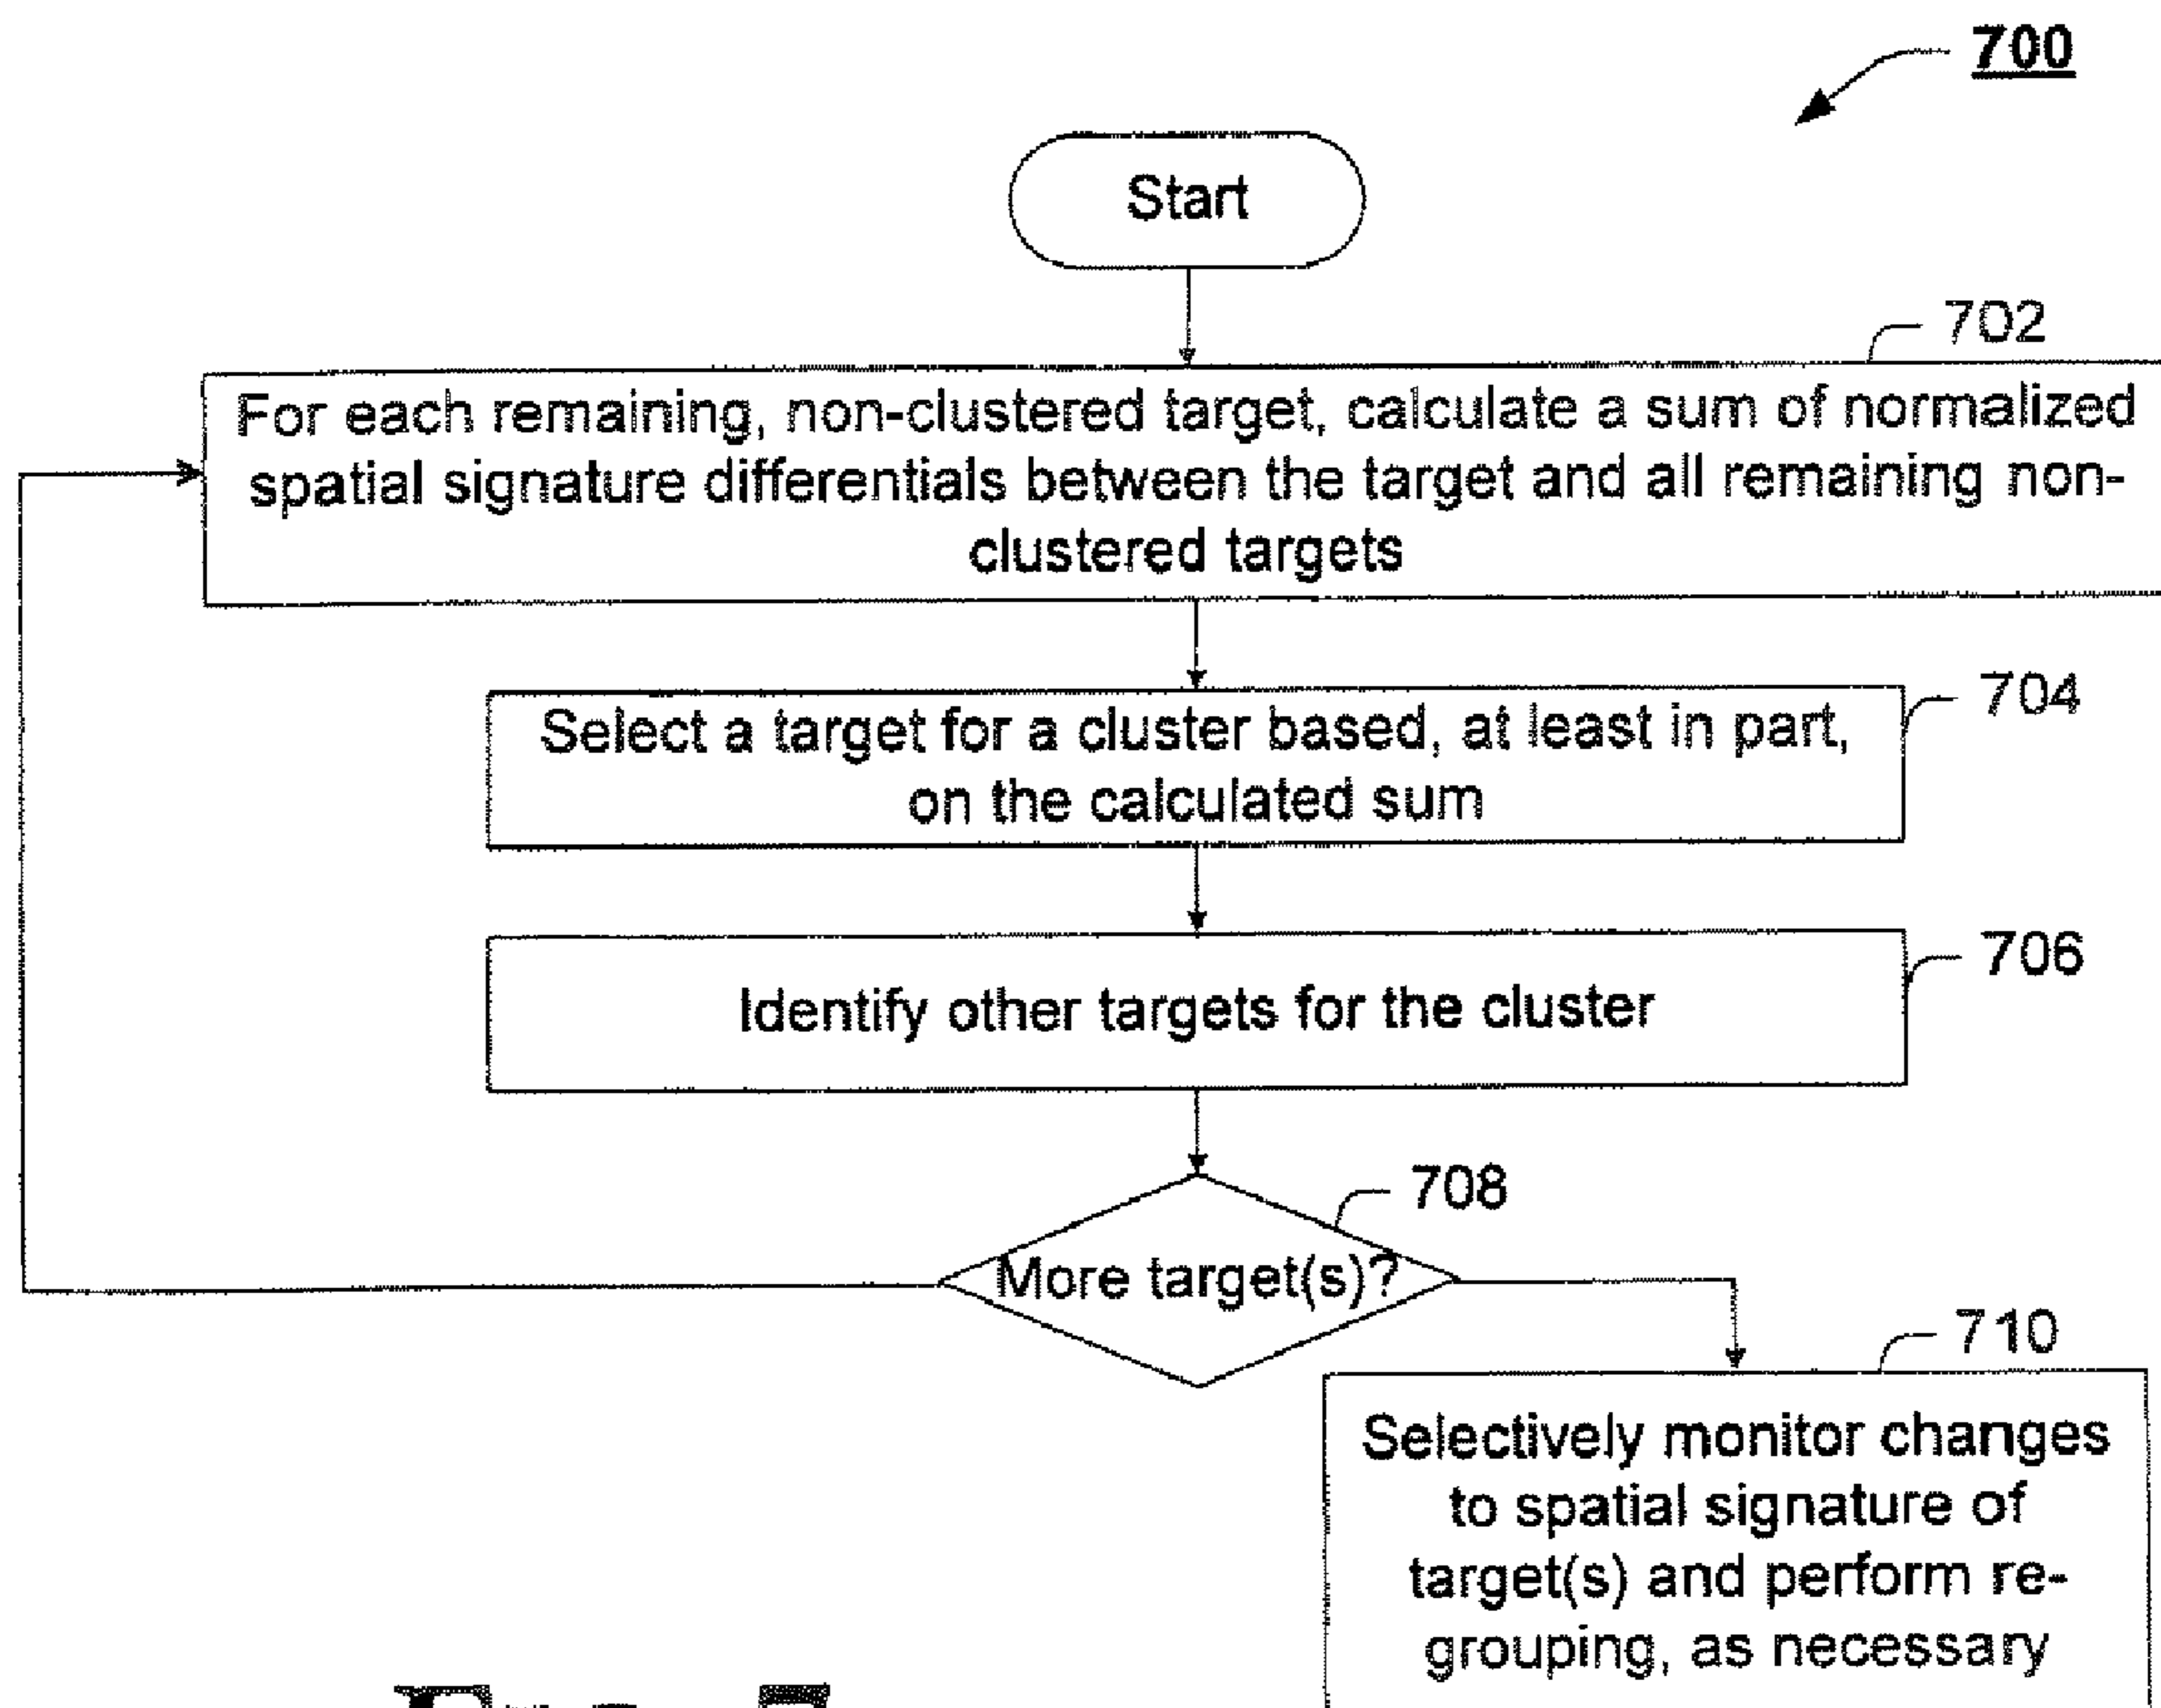 700
Start
702
For each remaining, non-clustered target, calculate a sum of normalized
spatial signature differentials between the target and all remaining non-
clustered targets
704
Select a target for a cluster based, at least in part,
on the calculated sum
706
Identify other targets for the cluster
708
More target(s)?
710
Selectively monitor changes
to spatial signature of
target(s) and perform re-
grouping, as necessary